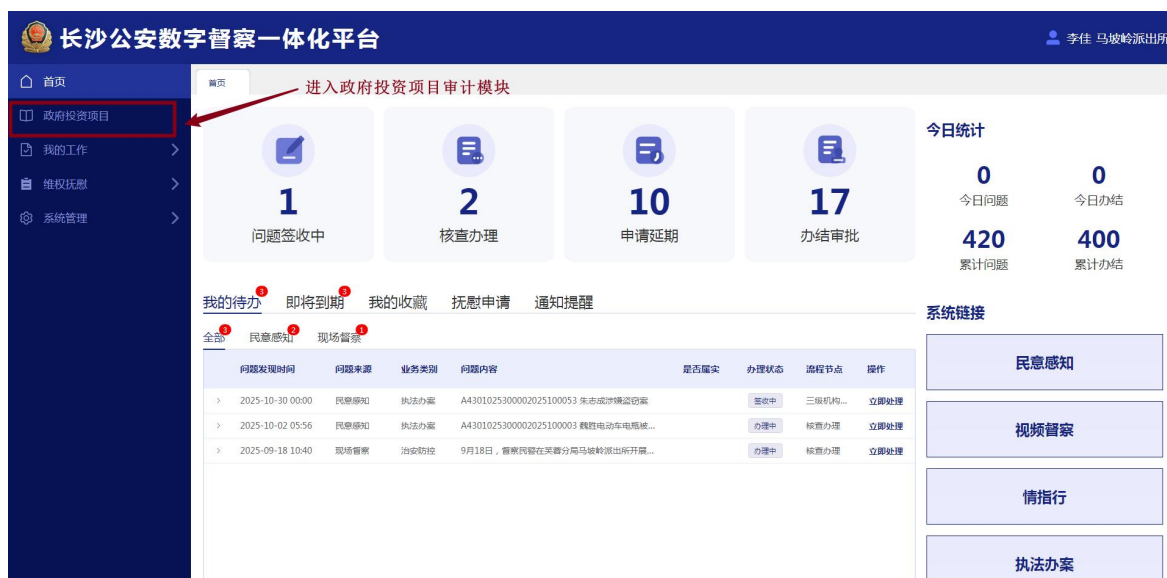 长沙公安数字督察一体化平台
李佳 马坡岭派出所
首页
政府投资项目
我的工作
维权抚慰
系统管理
首页
进入政府投资项目审计模块
1
问题签收中
2
核查办理
10
申请延期
17
办结审批
今日统计
0
今日问题
0
今日办结
420
累计问题
400
累计办结
我的待办 3 即将到期 3 我的收藏 抚慰申请 通知提醒
全部 3 民意感知 2 现场督察 1
问题发现时间 问题来源 业务类别 问题内容 是否属实 办理状态 流程节点 操作
2025-10-30 00:00 民意感知 执法办案 A4301025300002025100053 朱志成涉嫌盗窃案 签收中 三级机构... 立即处理
2025-10-02 05:56 民意感知 执法办案 A4301025300002025100003 魏胜电动车电瓶被... 办理中 核查办理 立即处理
2025-09-18 10:40 现场督察 治安防控 9月18日，督察民警在芙蓉分局马坡岭派出所开展... 办理中 核查办理 立即处理
系统链接
民意感知
视频督察
情指行
执法办案